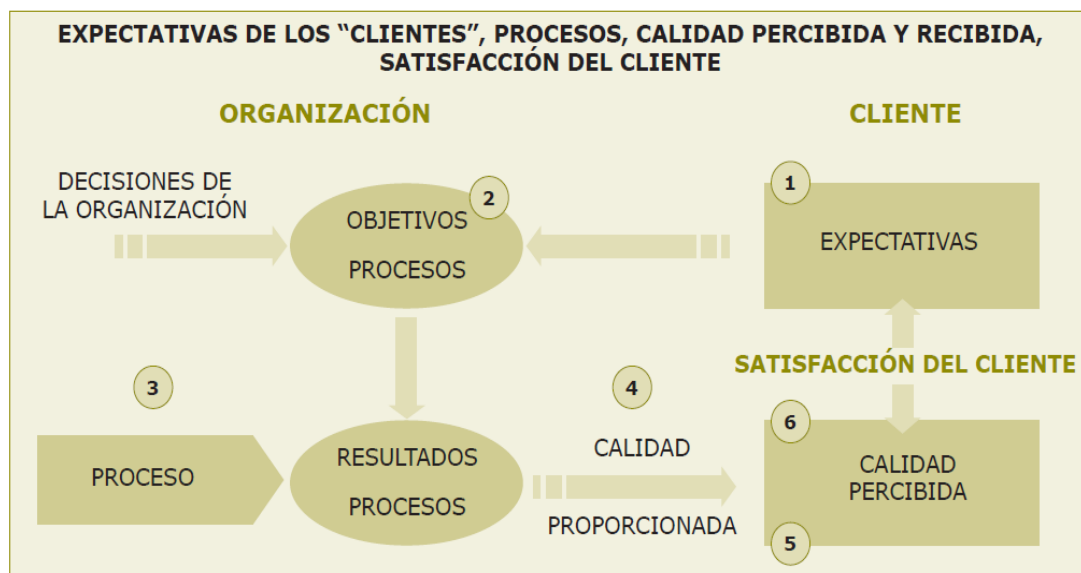 EXPECTATIVAS DE LOS “CLIENTES”, PROCESOS, CALIDAD PERCIBIDA Y RECIBIDA,
SATISFACCIÓN DEL CLIENTE
ORGANIZACIÓN
CLIENTE
DECISIONES DE
LA ORGANIZACIÓN
2
OBJETIVOS
PROCESOS
1
EXPECTATIVAS
SATISFACCIÓN DEL CLIENTE
3
PROCESO
RESULTADOS
PROCESOS
4
CALIDAD
PROPORCIONADA
6
CALIDAD
PERCIBIDA
5